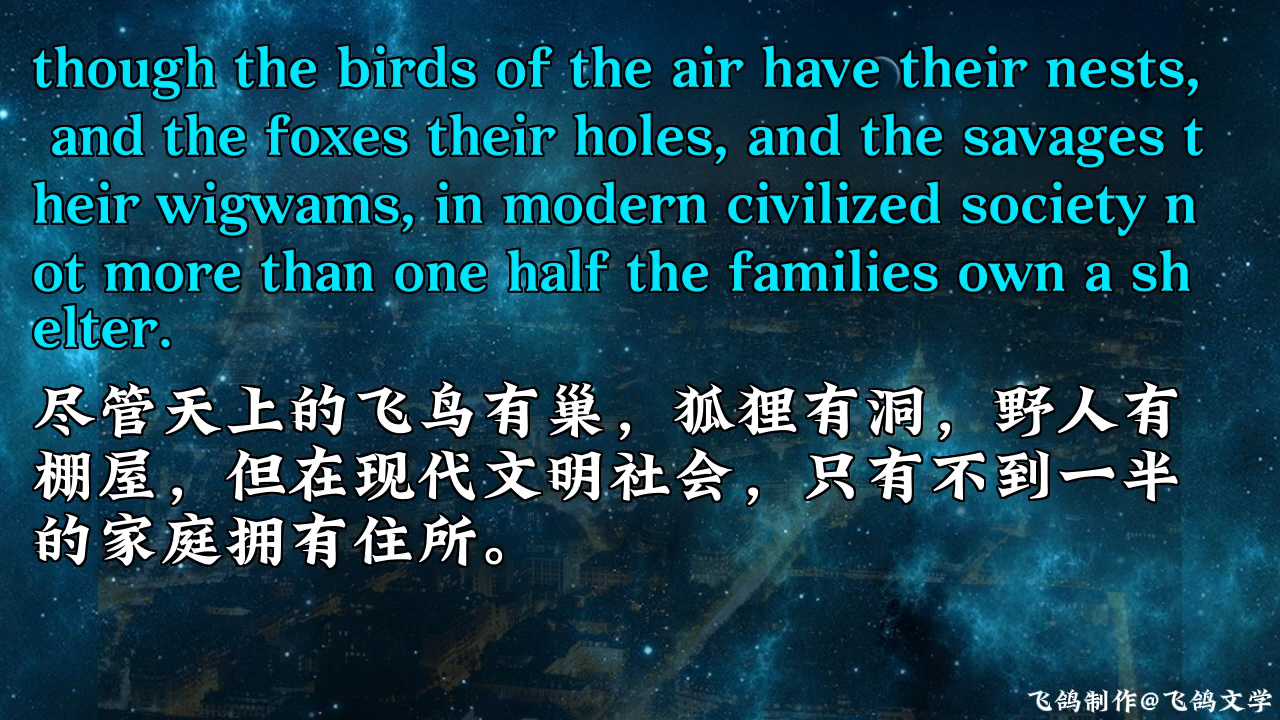 though the birds of the air have their nests,
and the foxes their holes, and the savages t
heir wigwams, in modern civilized society n
ot more than one half the families own a sh
elter.
尽管天上的飞鸟有巢，狐狸有洞，野人有
棚屋，但在现代文明社会，只有不到一半
的家庭拥有住所。
飞鸽制作@飞鸽文学